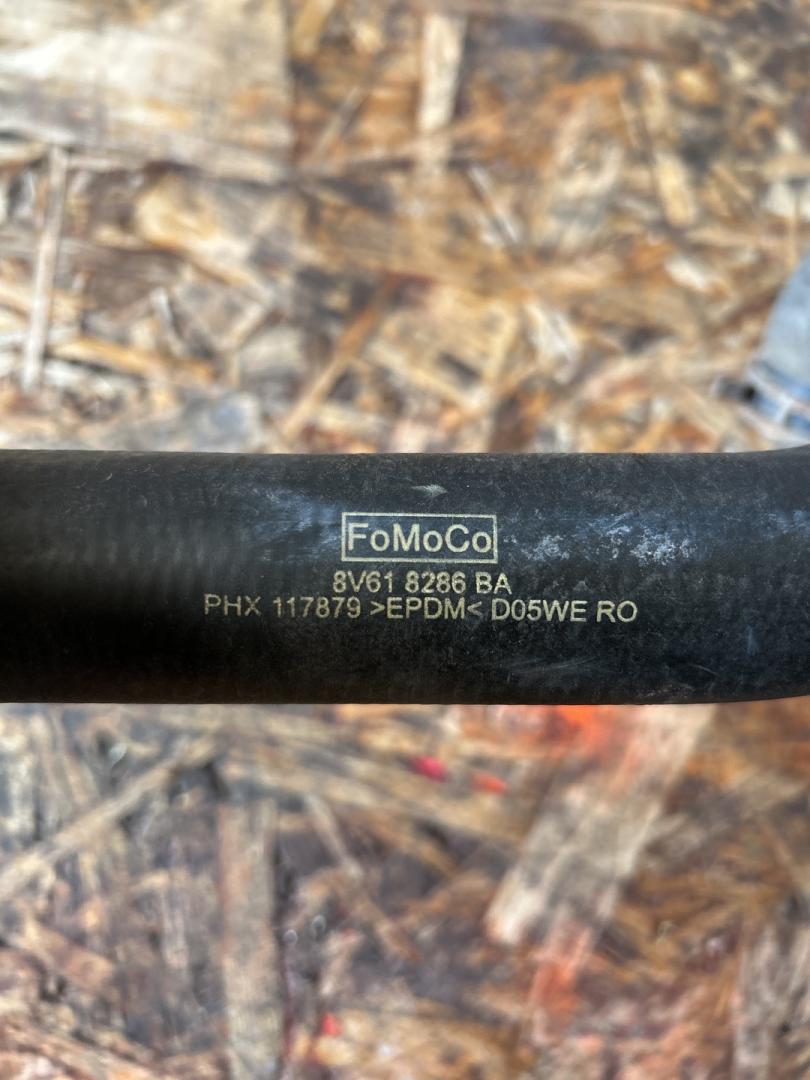 FoMoCo
8V61 8286 BA
PHX 117879 >EPDM< D05WE RO